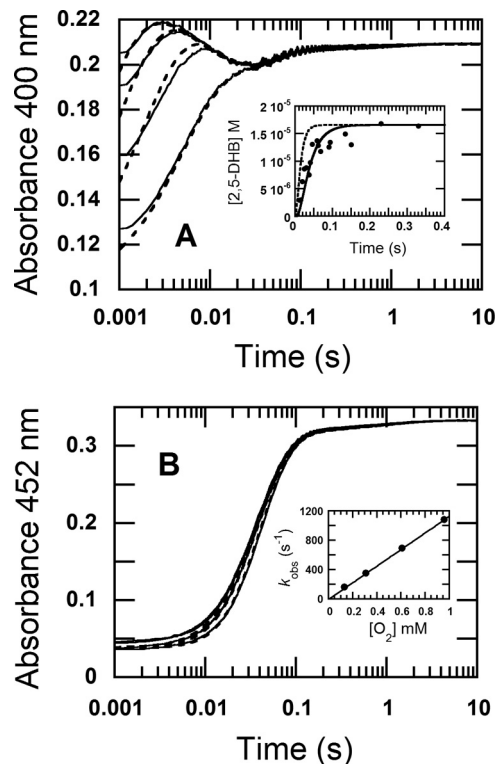 0.22
0.2
0.18
0.16
0.14
0.12
0.1
Absorbance 400 nm
A
2 10⁻⁵
1.5 10⁻⁵
1 10⁻⁵
5 10⁻⁶
0
[2,5-DHB] M
0 0.1 0.2 0.3 0.4
Time (s)
0.001 0.01 0.1 1 10
Time (s)
0.3
0.2
0.1
0
Absorbance 452 nm
B
1200
800
400
0
kobs (s⁻¹)
0 0.2 0.4 0.6 0.8 1
[O₂] mM
0.001 0.01 0.1 1 10
Time (s)